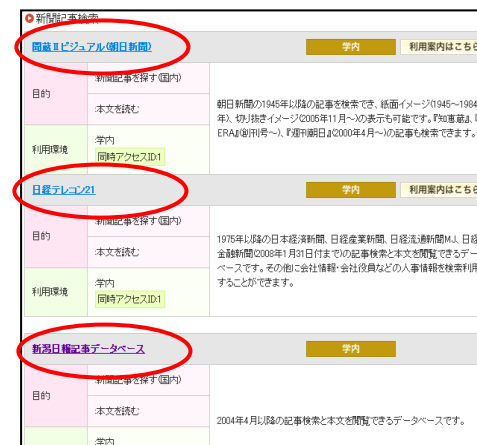 新聞記事検索
聞蔵Ⅱビジュアル(朝日新聞)
学内
利用案内はこちら
目的
:新聞記事を探す(国内)
:本文を読む
利用環境
:学内
同時アクセスID:1
朝日新聞の1945年以降の記事を検索でき、紙面イメージ(1945～1984
年)、切り抜きイメージ(2005年11月～)の表示も可能です。『知恵蔵』、『
ERA』(創刊号～)、『週刊朝日』(2000年4月～)の記事も検索できます。
日経テレコン21
学内
利用案内はこちら
目的
:新聞記事を探す(国内)
:本文を読む
利用環境
:学内
同時アクセスID:1
1975年以降の日本経済新聞、日経産業新聞、日経流通新聞MJ、日経
金融新聞(2008年1月31日付まで)の記事検索と本文を閲覧できるデー
ベースです。その他に会社情報・会社役員などの人事情報を検索利用
することができます。
新潟日報記事データベース
学内
目的
:新聞記事を探す(国内)
:本文を読む
:学内
2004年4月以降の記事検索と本文を閲覧できるデータベースです。